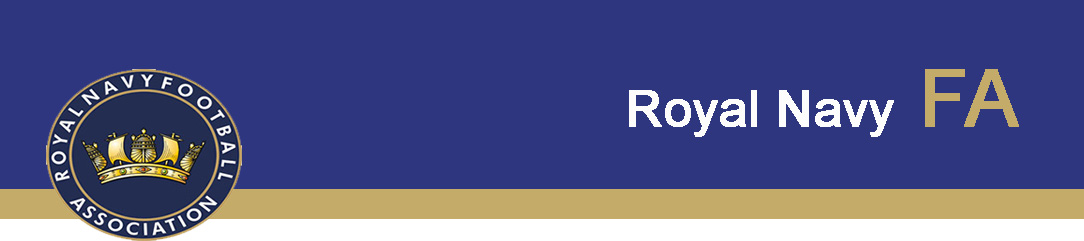 ROYAL NAVY FOOTBALL
ASSOCIATION
Royal Navy FA